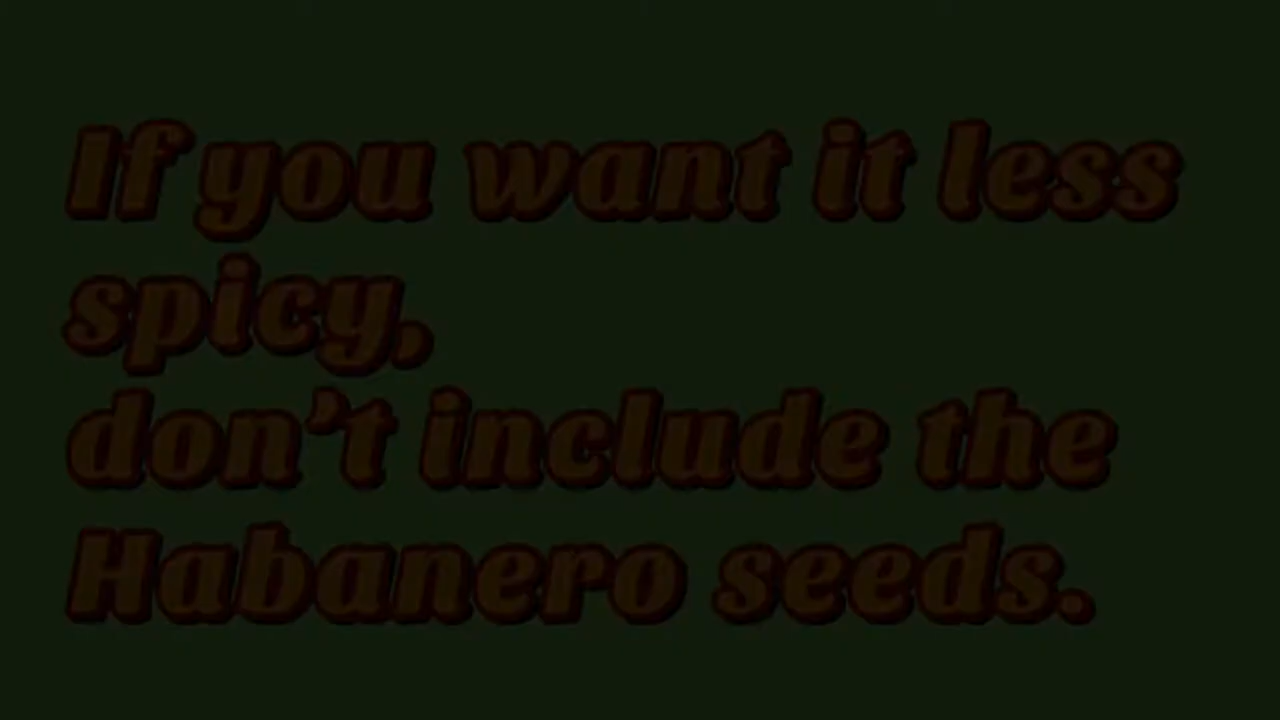 If you want it less
spicy,
don't include the
Habanero seeds.